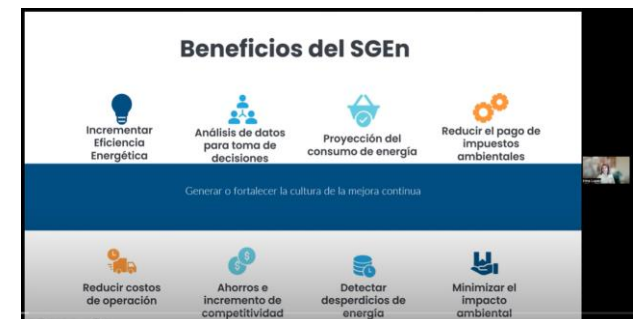 Beneficios del SGEn
Incrementar
Eficiencia
Energética
Análisis de datos
para toma de
decisiones
Proyección del
consumo de energía
Reducir el pago de
impuestos
ambientales
Generar o fortalecer la cultura de la mejora continua
Reducir costos
de operación
Ahorros e
incremento de
competitividad
Detectar
desperdicios de
energía
Minimizar el
impacto
ambiental